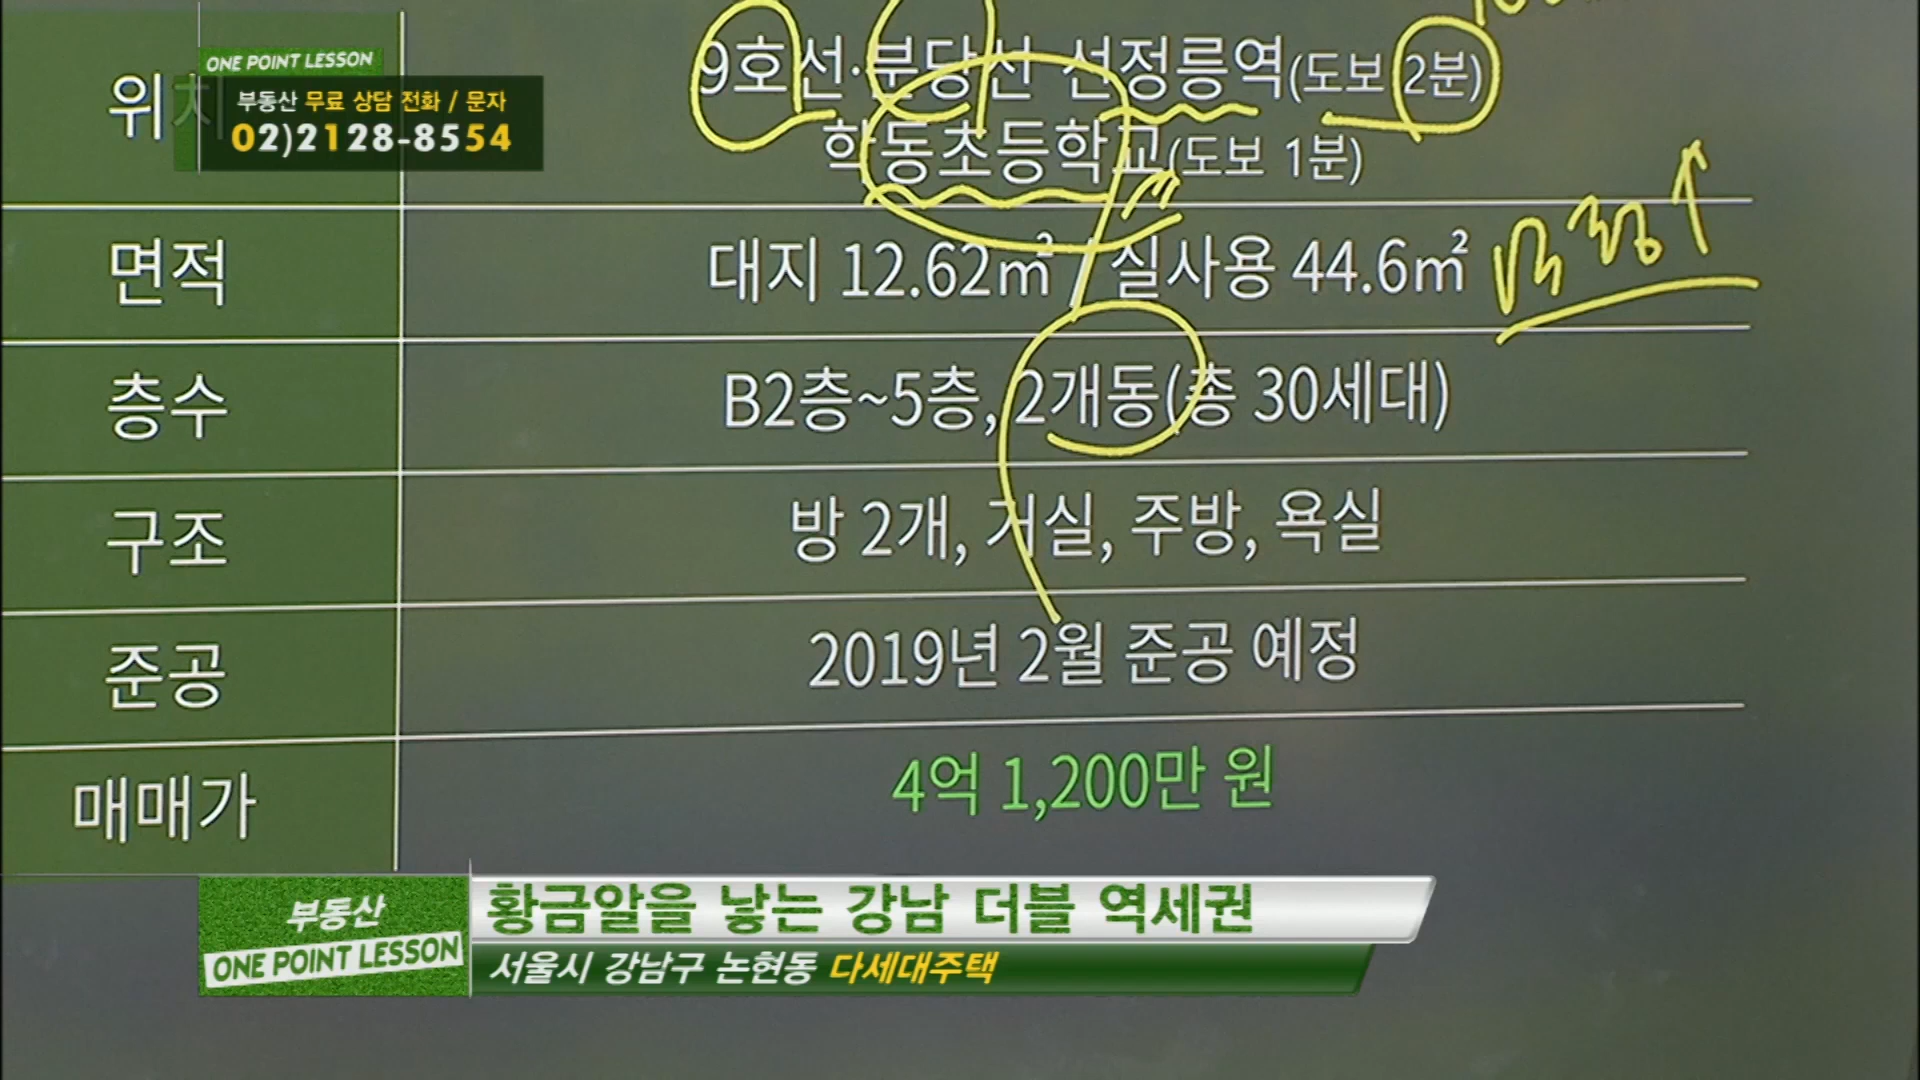 ONE POINT LESSON
부동산 무료 상담 전화 / 문자
02)2128-8554
위치
9호선·분당선 선정릉역(도보 2분)
학동초등학교(도보 1분)
면적
대지 12.62㎡ / 실사용 44.6㎡
층수
B2층~5층, 2개동(총 30세대)
구조
방 2개, 거실, 주방, 욕실
준공
2019년 2월 준공 예정
매매가
4억 1,200만 원
부동산
ONE POINT LESSON
황금알을 낳는 강남 더블 역세권
서울시 강남구 논현동 다세대주택